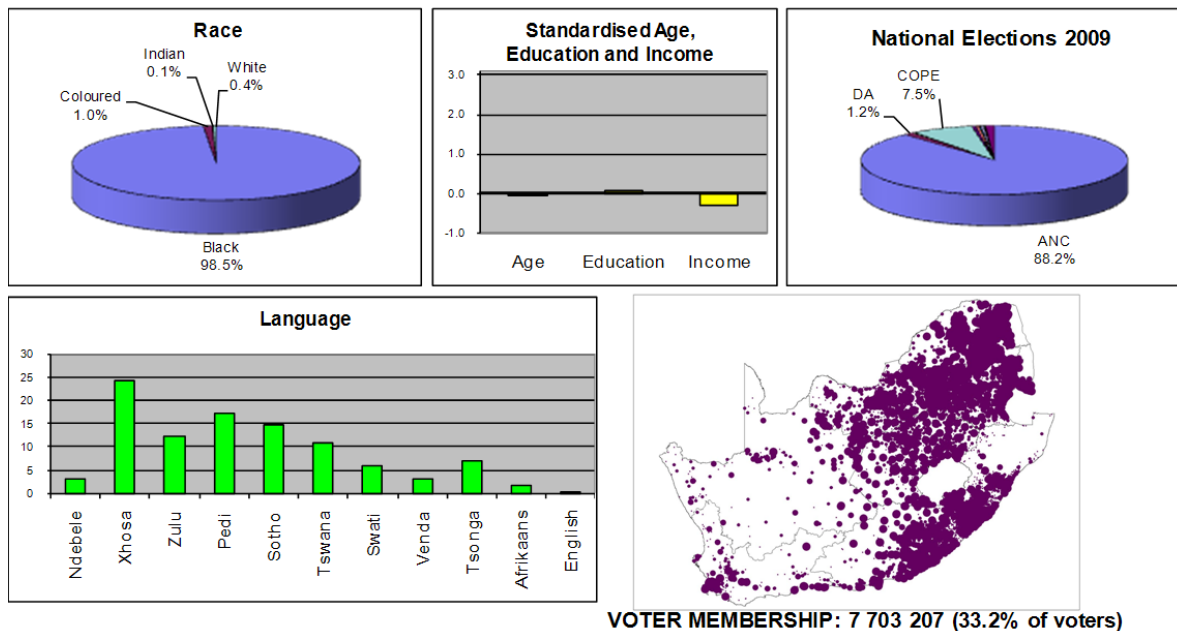 Race
Indian
0.1%
White
0.4%
Coloured
1.0%
Black
98.5%
Standardised Age,
Education and Income
3.0
2.0
1.0
0.0
-1.0
Age
Education
Income
National Elections 2009
COPE
7.5%
DA
1.2%
ANC
88.2%
Language
30
25
20
15
10
5
0
Ndebele
Xhosa
Zulu
Pedi
Sotho
Tswana
Swati
Venda
Tsonga
Afrikaans
English
VOTER MEMBERSHIP: 7 703 207 (33.2% of voters)